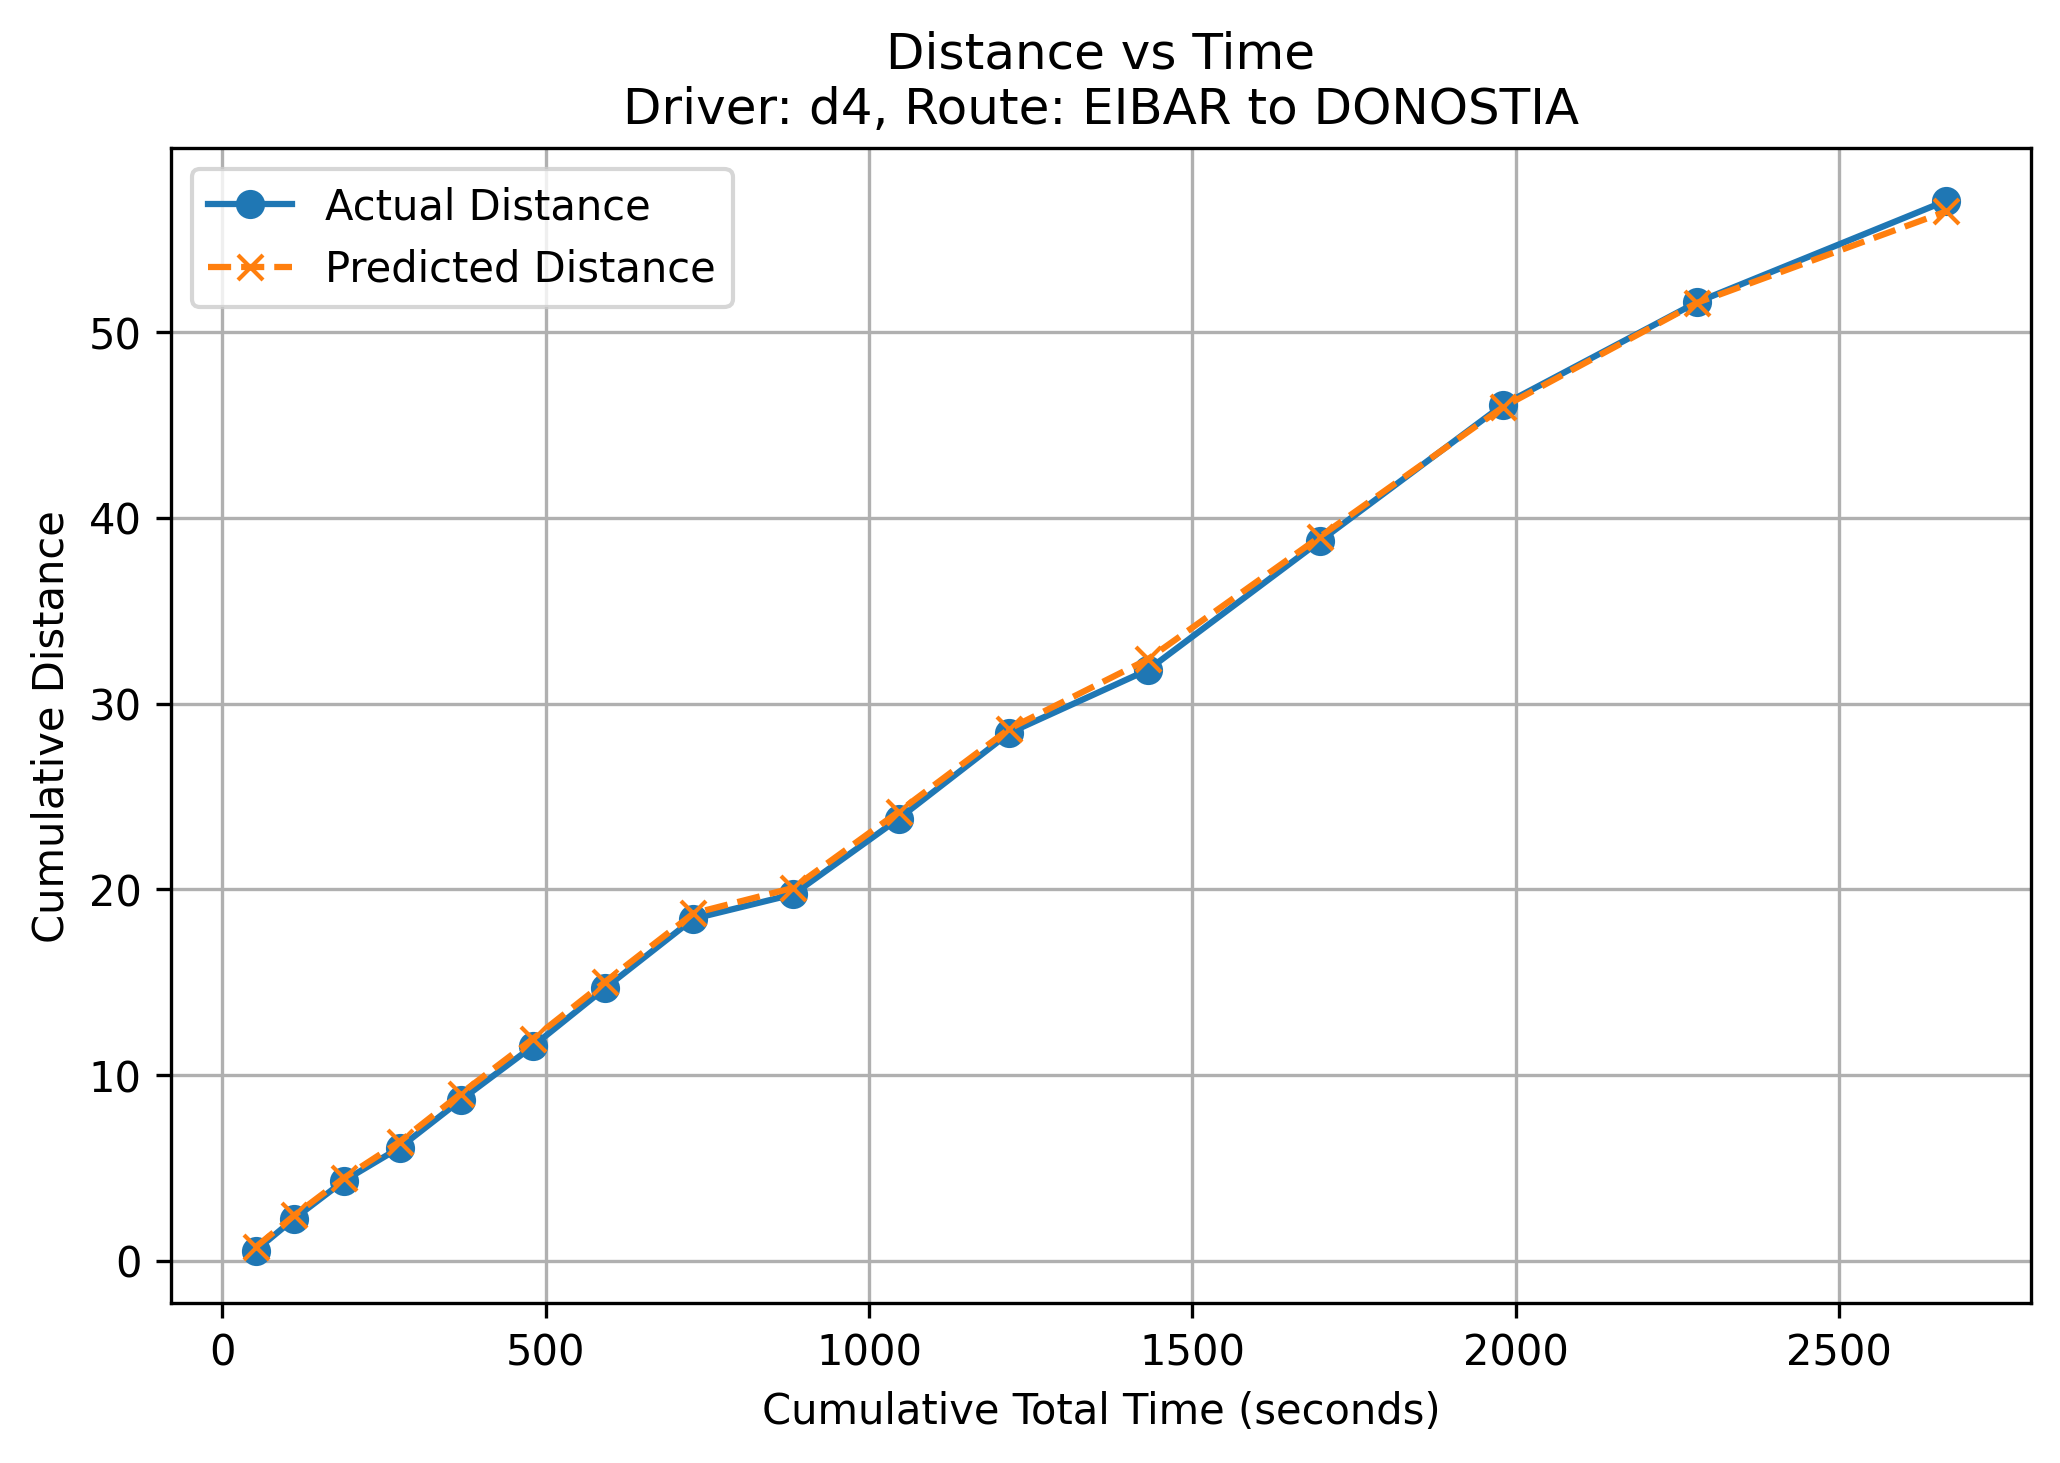 Distance vs Time
Driver: d4, Route: EIBAR to DONOSTIA
Actual Distance
Predicted Distance
Cumulative Distance
50
40
30
20
10
0
0 500 1000 1500 2000 2500
Cumulative Total Time (seconds)